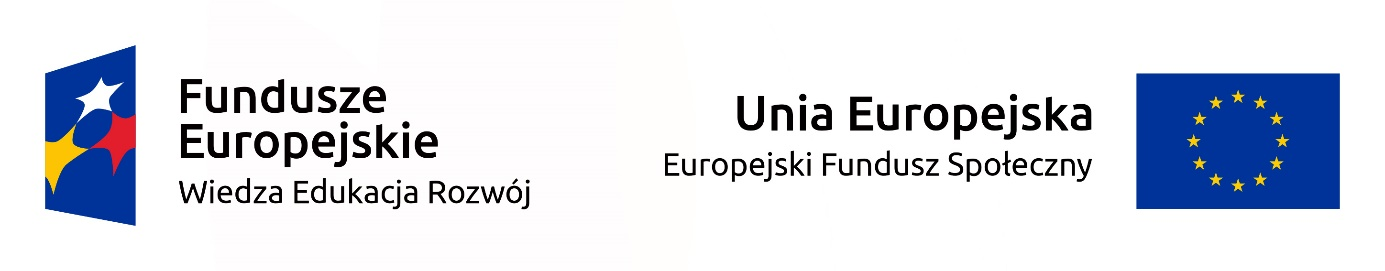 Fundusze
Europejskie
Wiedza Edukacja Rozwój
Unia Europejska
Europejski Fundusz Społeczny